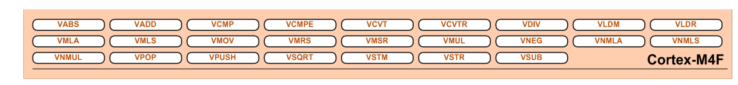 VABS VADD VCMP VCMPE VCVT VCVTR VDIV VLDM VLDR
VMLA VMLS VMOV VMRS VMSR VMUL VNEG VNMLA VNMLS
VNMUL VPOP VPUSH VSQRT VSTM VSTR VSUB
Cortex-M4F